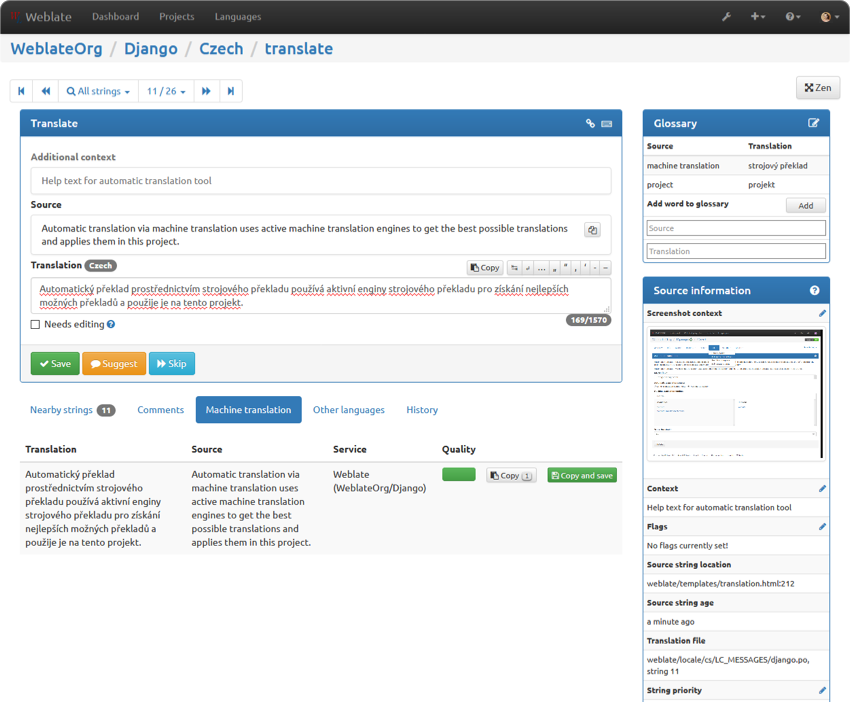 Weblate Dashboard Projects Languages
WeblateOrg / Django / Czech / translate
All strings 11 / 26 Zen
Translate
Additional context
Help text for automatic translation tool
Source
Automatic translation via machine translation uses active machine translation engines to get the best possible translations
and applies them in this project.
Translation Czech
Copy
Automatický překlad prostřednictvím strojového překladu používá aktivní enginy strojového překladu pro získání nejlepších
možných překladů a použije je na tento projekt.
169/1570
Needs editing
Save Suggest Skip
Nearby strings 11 Comments Machine translation Other languages History
Translation Source Service Quality
Automatický překlad
prostřednictvím strojového
překladu používá aktivní enginy
strojového překladu pro získání
nejlepších možných překladů a
použije je na tento projekt.
Automatic translation via
machine translation uses
active machine translation
engines to get the best
possible translations and
applies them in this project.
Weblate
(WeblateOrg/Django)
Copy 1 Copy and save
Glossary
Source Translation
machine translation strojový překlad
project projekt
Add word to glossary Add
Source
Translation
Source information
Screenshot context
Context
Help text for automatic translation tool
Flags
No flags currently set!
Source string location
weblate/templates/translation.html:212
Source string age
a minute ago
Translation file
weblate/locale/cs/LC_MESSAGES/django.po,
string 11
String priority